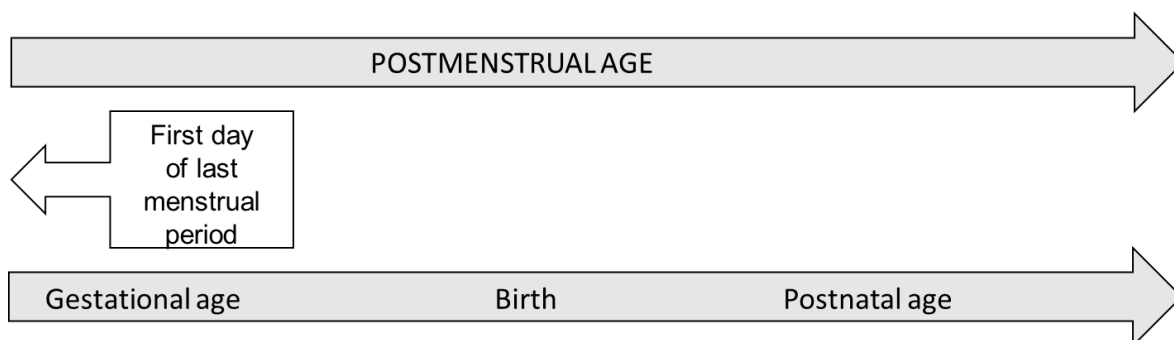 POSTMENSTRUAL AGE
First day
of last
menstrual
period
Gestational age Birth Postnatal age